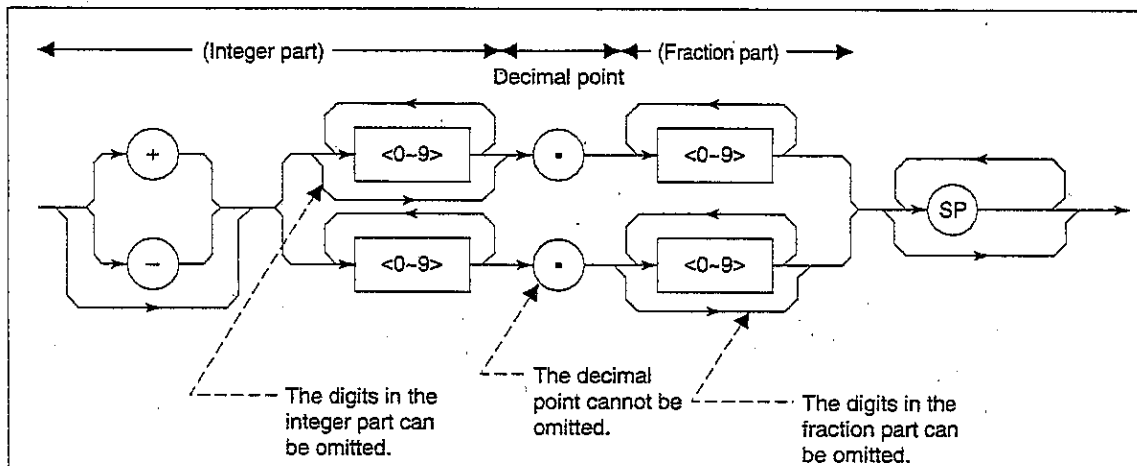 (Integer part)
(Fraction part)
Decimal point
+
<0~9>
.
<0~9>
SP
−
<0~9>
.
<0~9>
The digits in the
integer part can
be omitted.
The decimal
point cannot be
omitted.
The digits in the
fraction part can
be omitted.